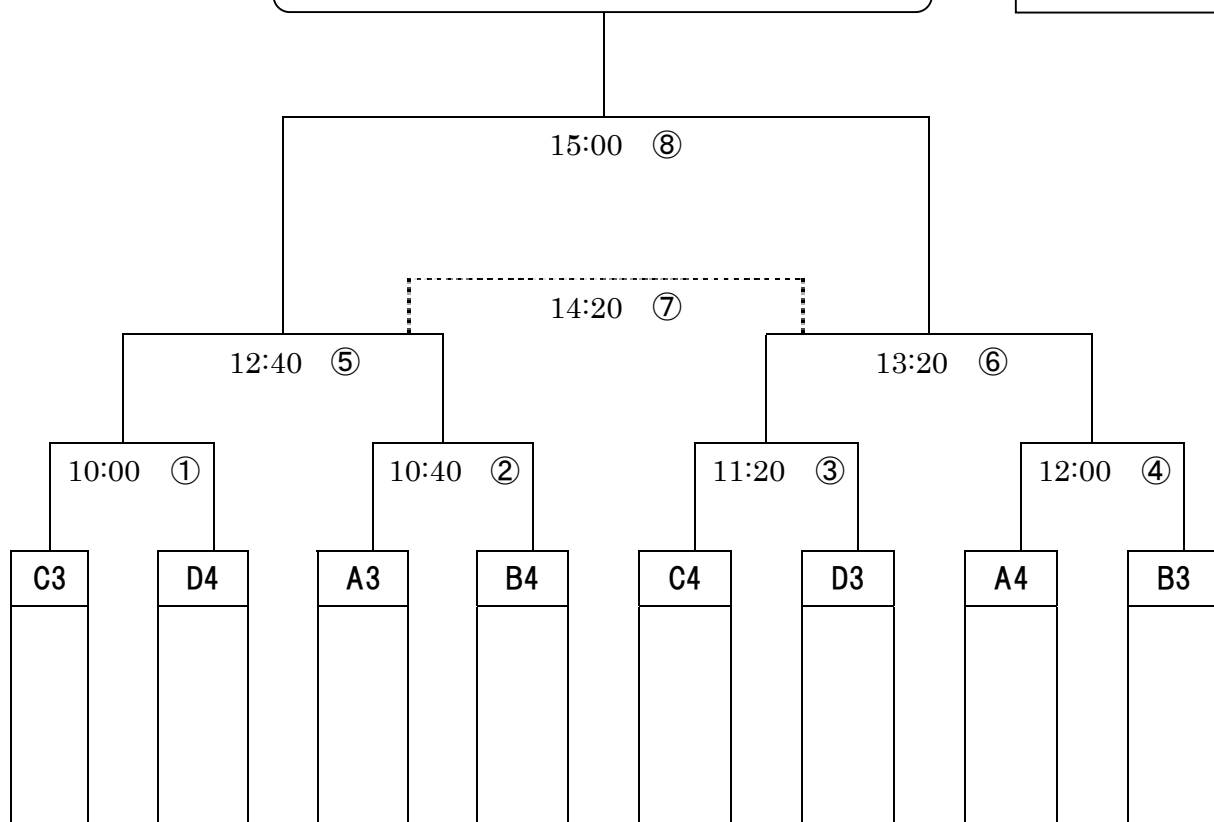 15:00 ⑧
14:20 ⑦
12:40 ⑤
13:20 ⑥
10:00 ①
10:40 ②
11:20 ③
12:00 ④
C3
D4
A3
B4
C4
D3
A4
B3